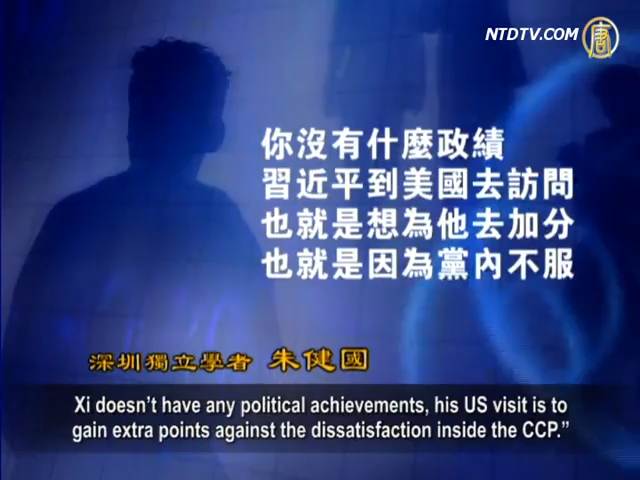 NTDTV.COM
唐
你沒有什麼政績
習近平到美國去訪問
也就是想為他去加分
也就是因為黨內不服
深圳獨立學者 朱健國
Xi doesn't have any political achievements, his US visit is to
gain extra points against the dissatisfaction inside the CCP."